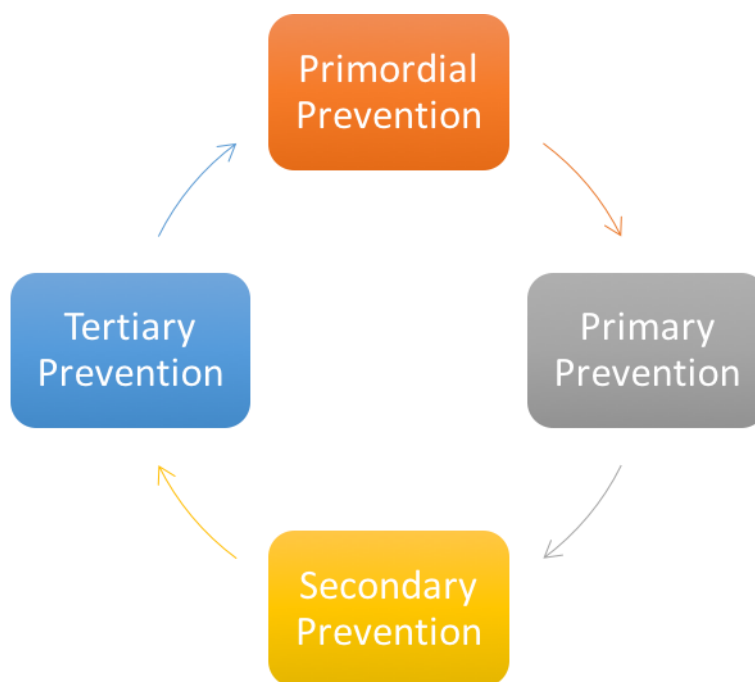 Primordial
Prevention
Primary
Prevention
Secondary
Prevention
Tertiary
Prevention